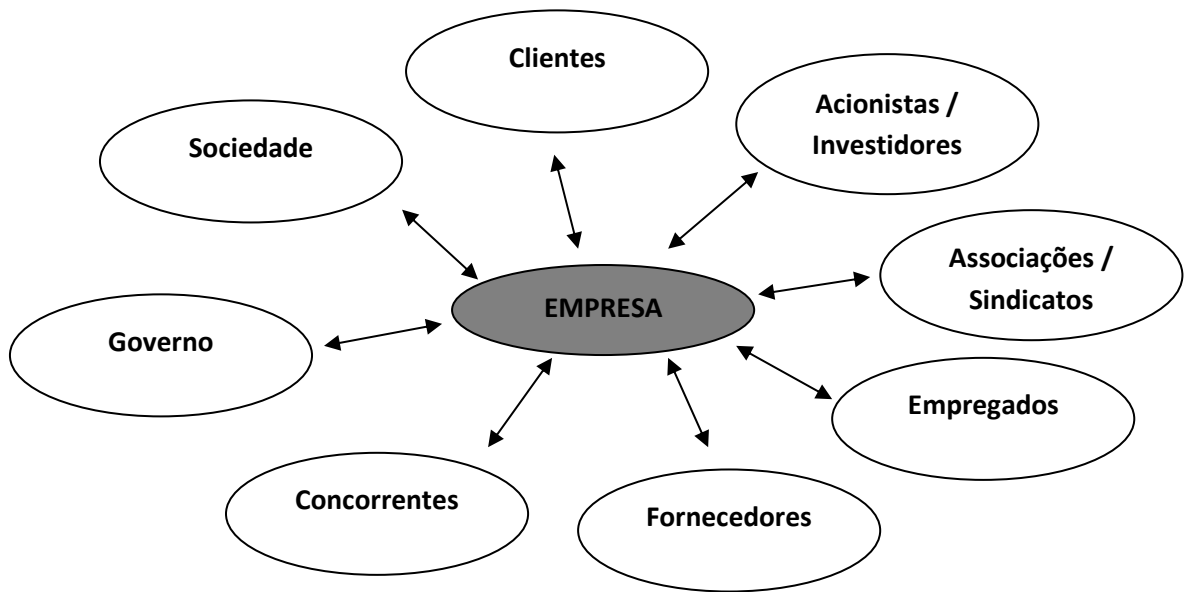 Clientes
Acionistas /
Investidores
Sociedade
Associações /
Sindicatos
EMPRESA
Governo
Empregados
Concorrentes
Fornecedores